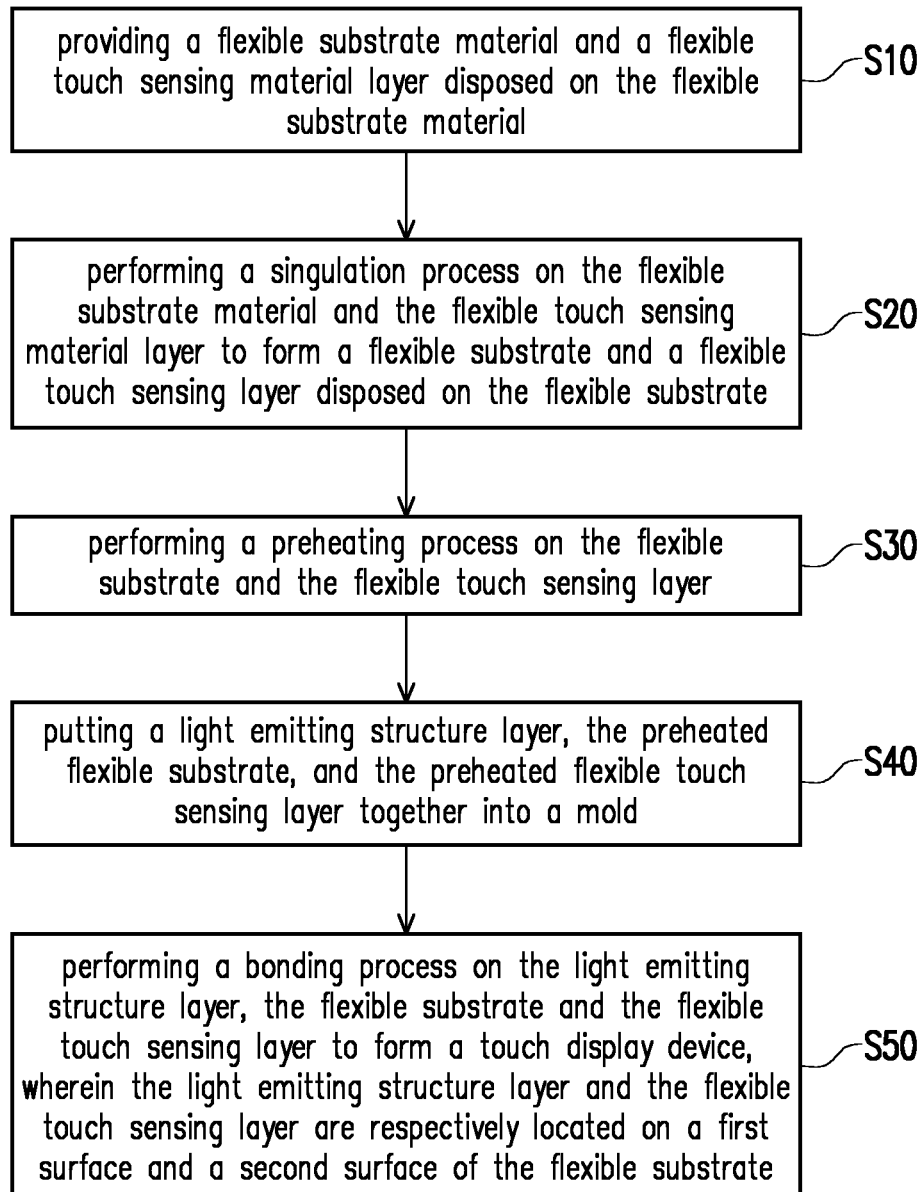 providing a flexible substrate material and a flexible
touch sensing material layer disposed on the flexible
substrate material
S10
performing a singulation process on the flexible
substrate material and the flexible touch sensing
material layer to form a flexible substrate and a flexible
touch sensing layer disposed on the flexible substrate
S20
performing a preheating process on the flexible
substrate and the flexible touch sensing layer
S30
putting a light emitting structure layer, the preheated
flexible substrate, and the preheated flexible touch
sensing layer together into a mold
S40
performing a bonding process on the light emitting
structure layer, the flexible substrate and the flexible
touch sensing layer to form a touch display device,
wherein the light emitting structure layer and the flexible
touch sensing layer are respectively located on a first
surface and a second surface of the flexible substrate
S50